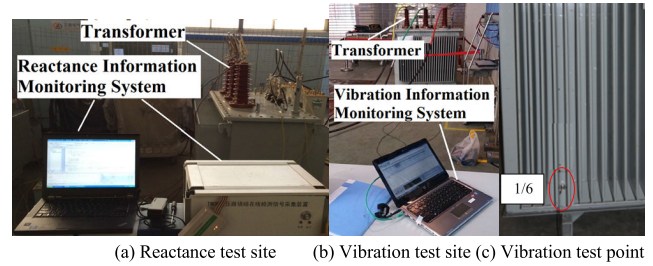 Transformer
Reactance Information
Monitoring System
Transformer
Vibration Information
Monitoring System
1/6
(a) Reactance test site
(b) Vibration test site
(c) Vibration test point